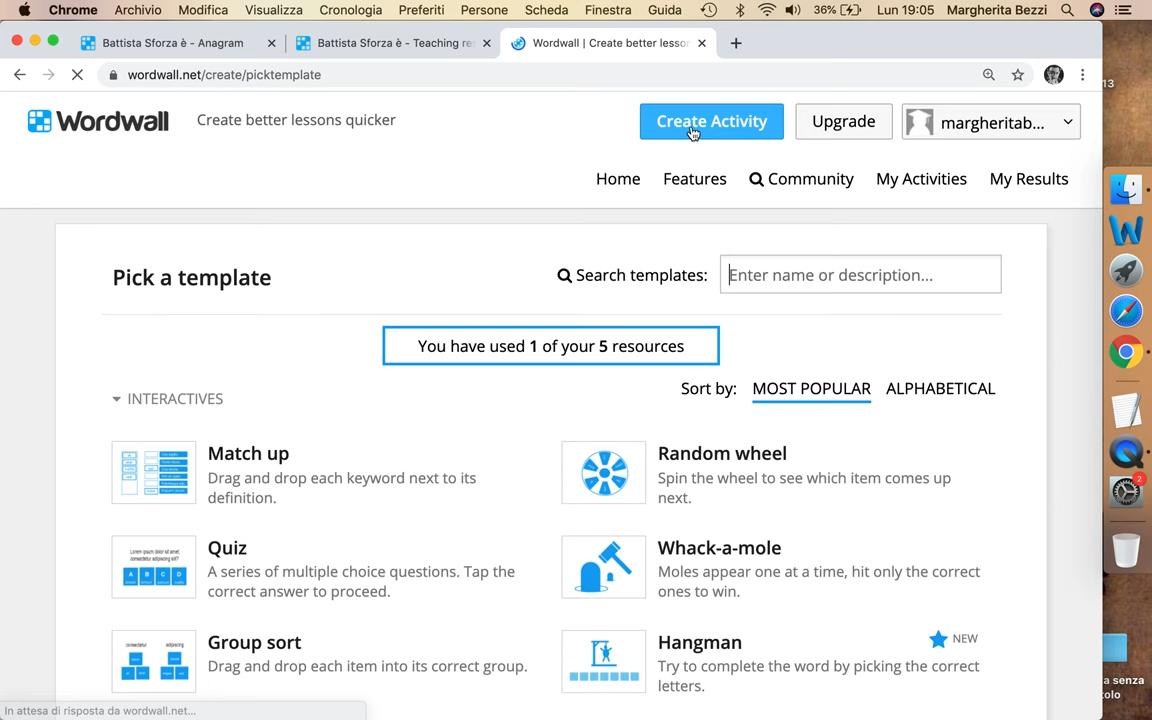 Chrome Archivio Modifica Visualizza Cronologia Preferiti Persone Scheda Finestra Guida 36% Lun 19:05 Margherita Bezzi
Battista Sforza è - Anagram
Battista Sforza è - Teaching re
Wordwall | Create better lesso
wordwall.net/create/picktemplate
13
Wordwall
Create better lessons quicker
Create Activity
Upgrade
margheritab...
Home
Features
Community
My Activities
My Results
Pick a template
Search templates:
Enter name or description...
You have used 1 of your 5 resources
INTERACTIVES
Sort by: MOST POPULAR ALPHABETICAL
Match up
Drag and drop each keyword next to its
definition.
Random wheel
Spin the wheel to see which item comes up
next.
Quiz
A series of multiple choice questions. Tap the
correct answer to proceed.
Whack-a-mole
Moles appear one at a time, hit only the correct
ones to win.
Group sort
Drag and drop each item into its correct group.
Hangman
NEW
Try to complete the word by picking the correct
letters.
2
a senza
olo
In attesa di risposta da wordwall.net...